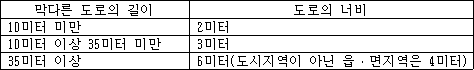 막다른 도로의 길이 도로의 너비
10미터 미만 2미터
10미터 이상 35미터 미만 3미터
35미터 이상 6미터(도시지역이 아닌 읍·면지역은 4미터)